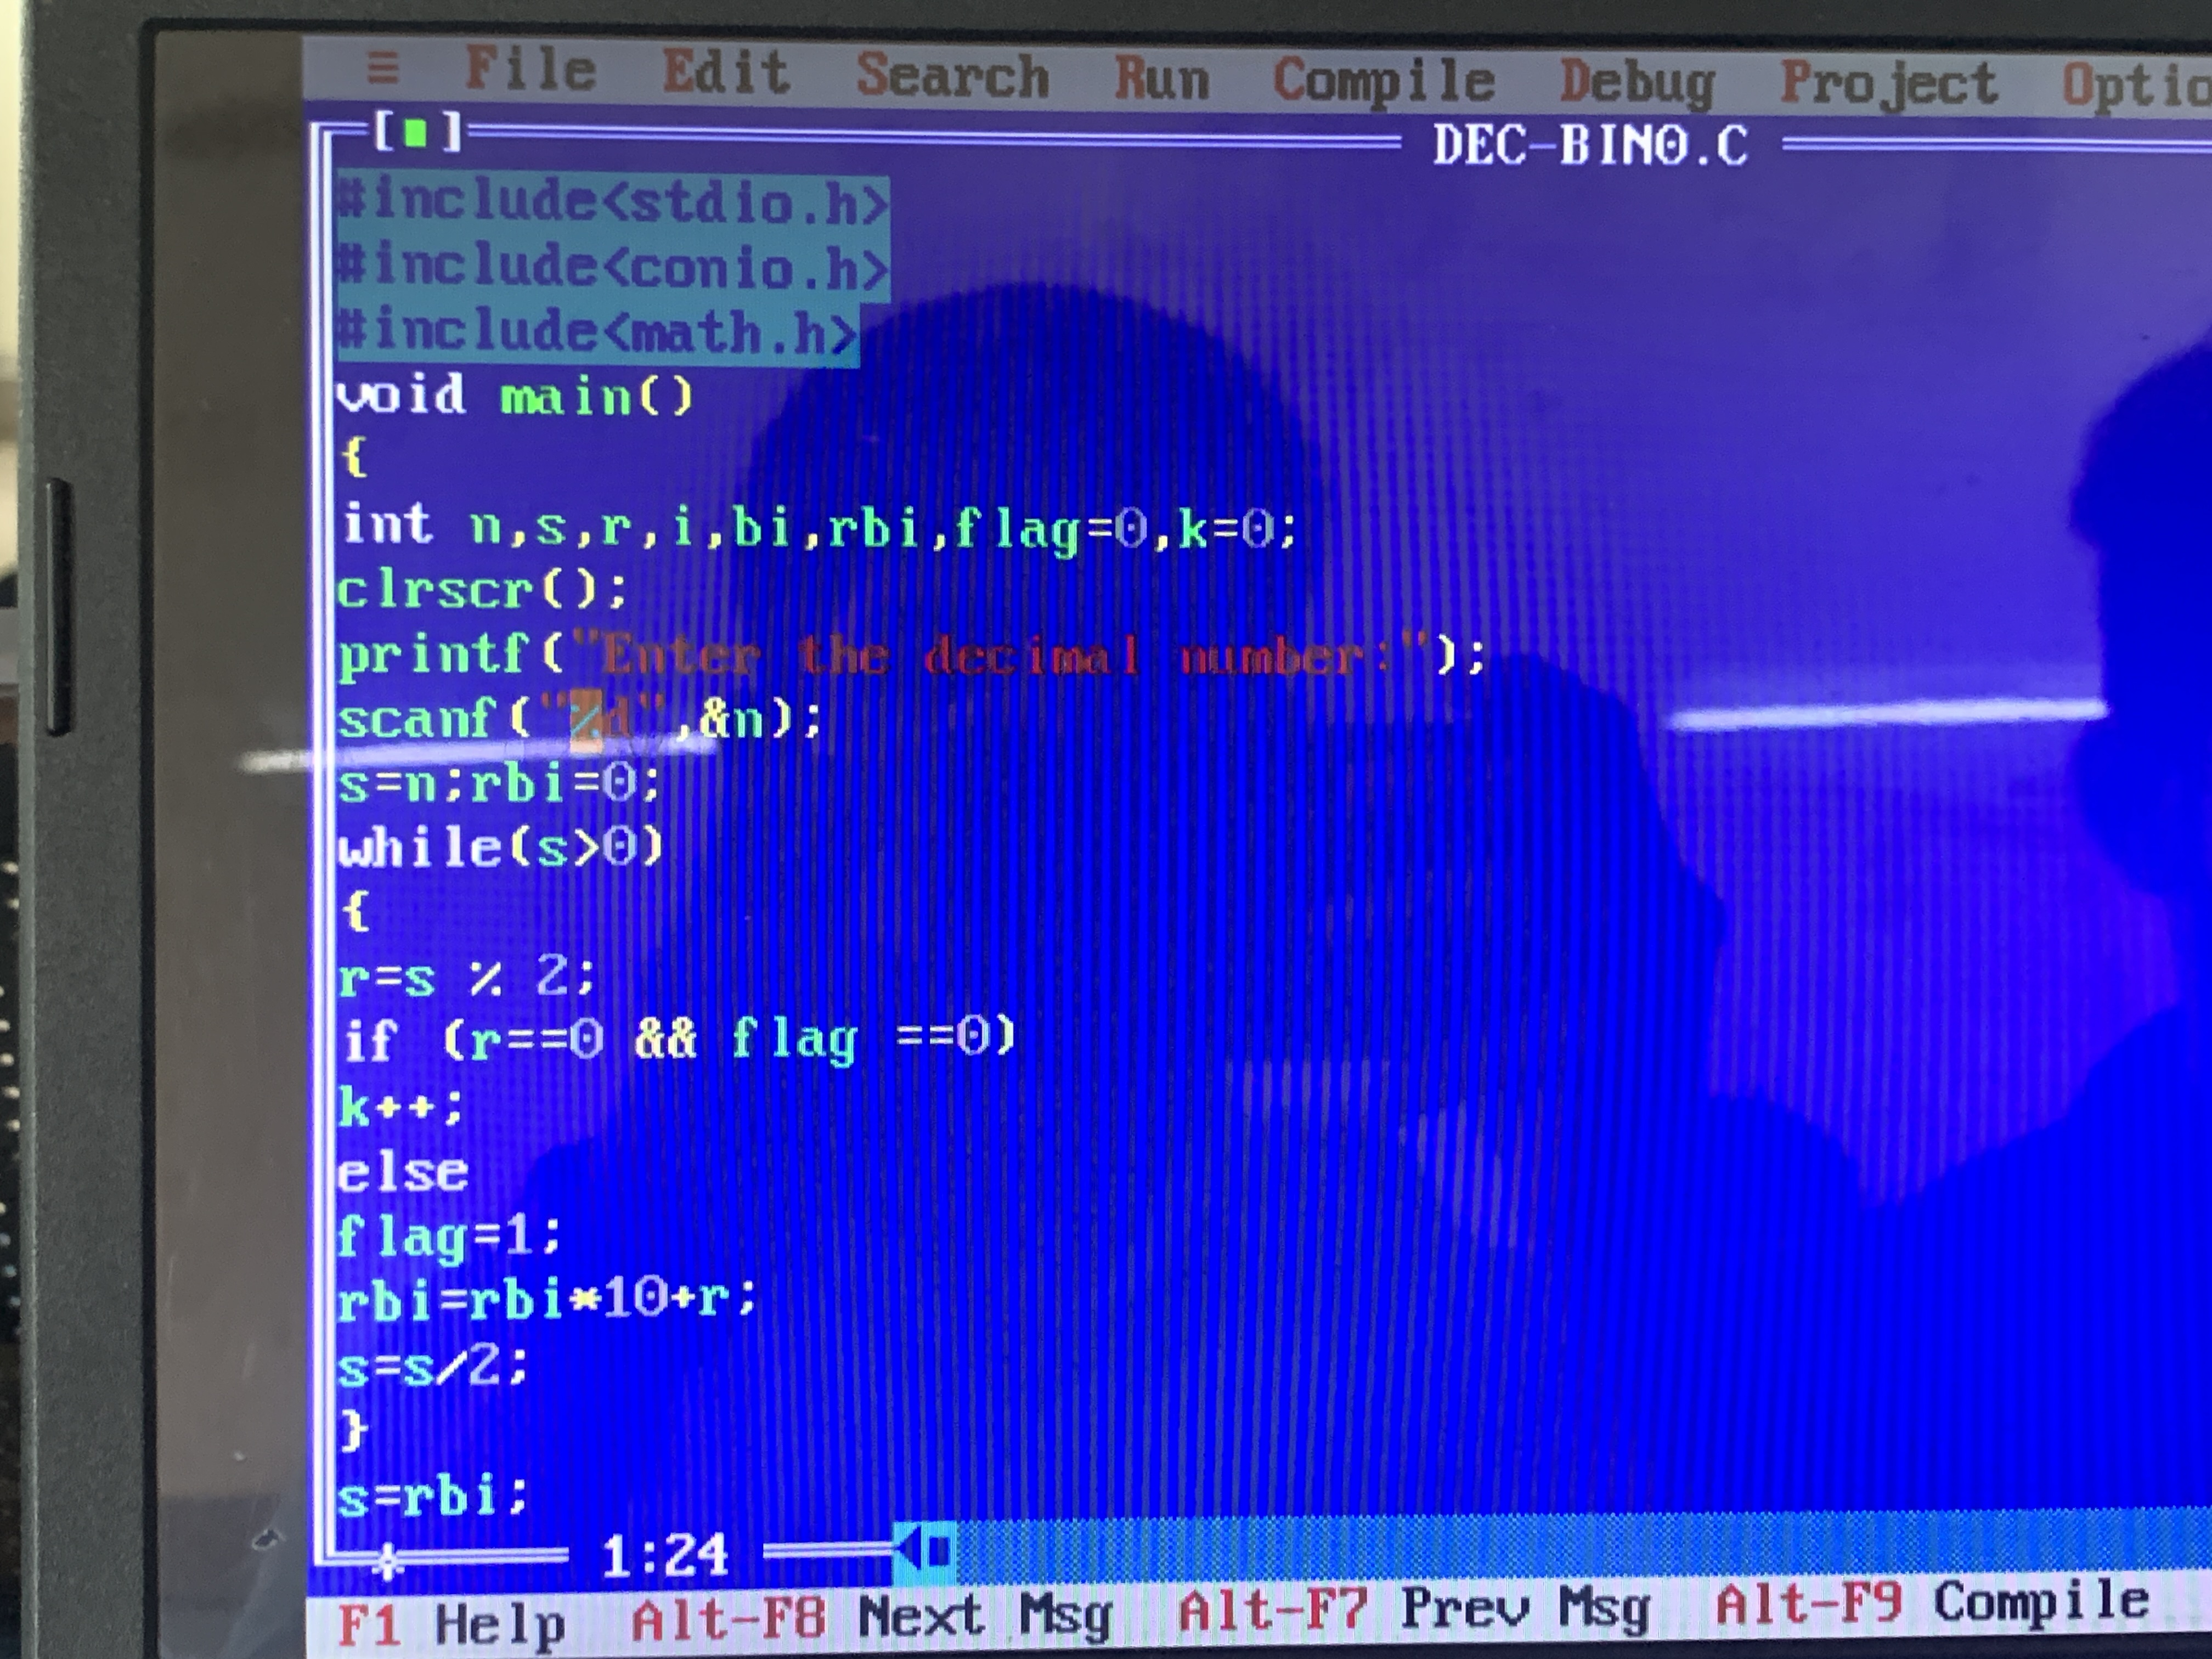 ≡ File Edit Search Run Compile Debug Project
[■] DEC-BIN0.C
#include<stdio.h>
#include<conio.h>
#include<math.h>
void main()
{
int n,s,r,i,bi,rbi,flag=0,k=0;
clrscr();
printf("Enter the decimal number:");
scanf("%d",&n);
s=n;rbi=0;
while(s>0)
{
r=s % 2;
if (r==0 && flag ==0)
k++;
else
flag=1;
rbi=rbi*10+r;
s=s/2;
}
s=rbi;
1:24
F1 Help Alt-F8 Next Msg Alt-F7 Prev Msg Alt-F9 Compile